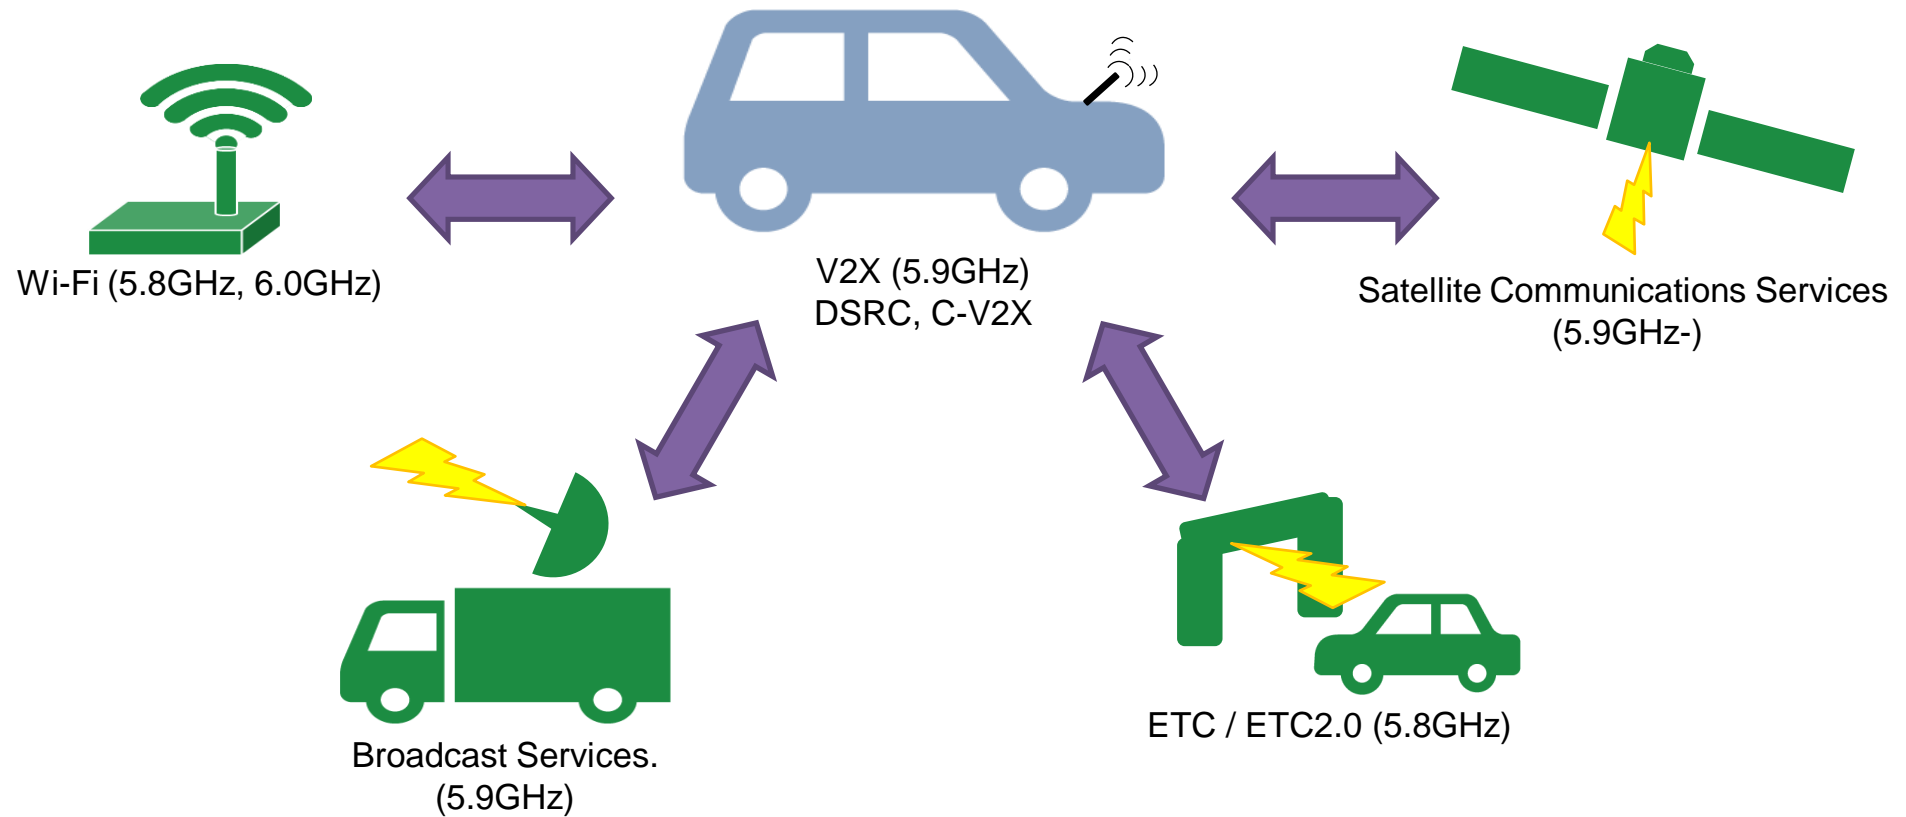 Wi-Fi (5.8GHz, 6.0GHz)
V2X (5.9GHz)
DSRC, C-V2X
Satellite Communications Services
(5.9GHz-)
Broadcast Services.
(5.9GHz)
ETC / ETC2.0 (5.8GHz)